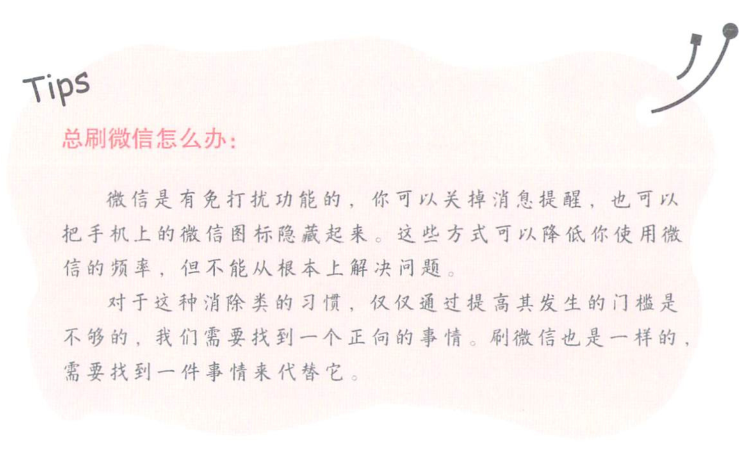 Tips
总刷微信怎么办：
微信是有免打扰功能的，你可以关掉消息提醒，也可以
把手机上的微信图标隐藏起来。这些方式可以降低你使用微
信的频率，但不能从根本上解决问题。
对于这种消除类的习惯，仅仅通过提高其发生的门槛是
不够的，我们需要找到一个正向的事情。刷微信也是一样的，
需要找到一件事情来代替它。